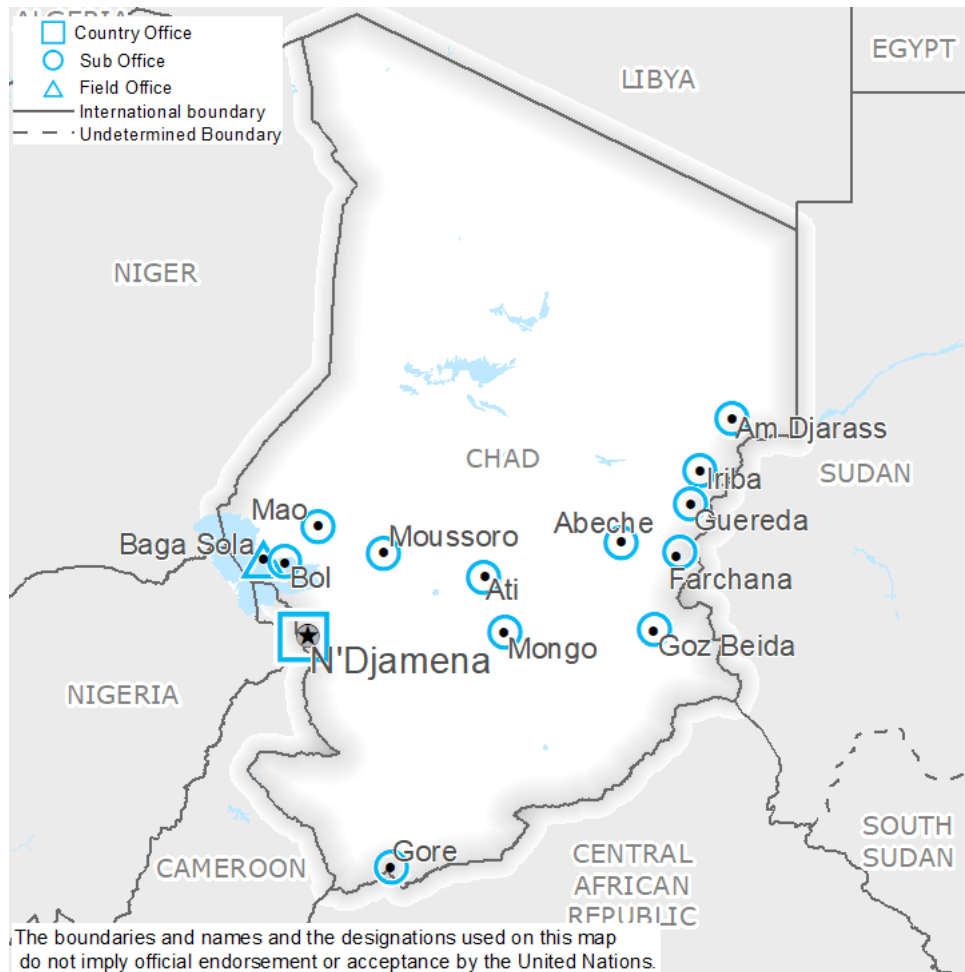 ALGERIA
Country Office
Sub Office
Field Office
International boundary
Undetermined Boundary
EGYPT
LIBYA
NIGER
Am Djarass
CHAD
SUDAN
Iriba
Mao
Guereda
Abeche
Moussoro
Baga Sola
Bol
Farchana
Ati
Goz Beida
Mongo
N'Djamena
NIGERIA
SOUTH
SUDAN
Gore
CENTRAL
AFRICAN
REPUBLIC
CAMEROON
The boundaries and names and the designations used on this map
do not imply official endorsement or acceptance by the United Nations.